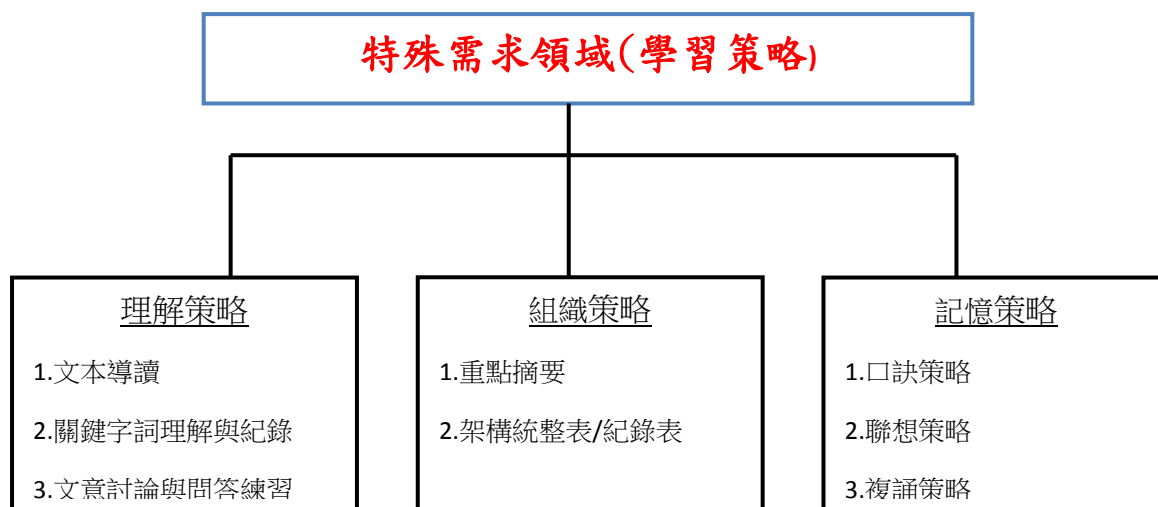 特殊需求領域(學習策略)
理解策略
1.文本導讀
2.關鍵字詞理解與紀錄
3.文意討論與問答練習
組織策略
1.重點摘要
2.架構統整表/紀錄表
記憶策略
1.口訣策略
2.聯想策略
3.複誦策略